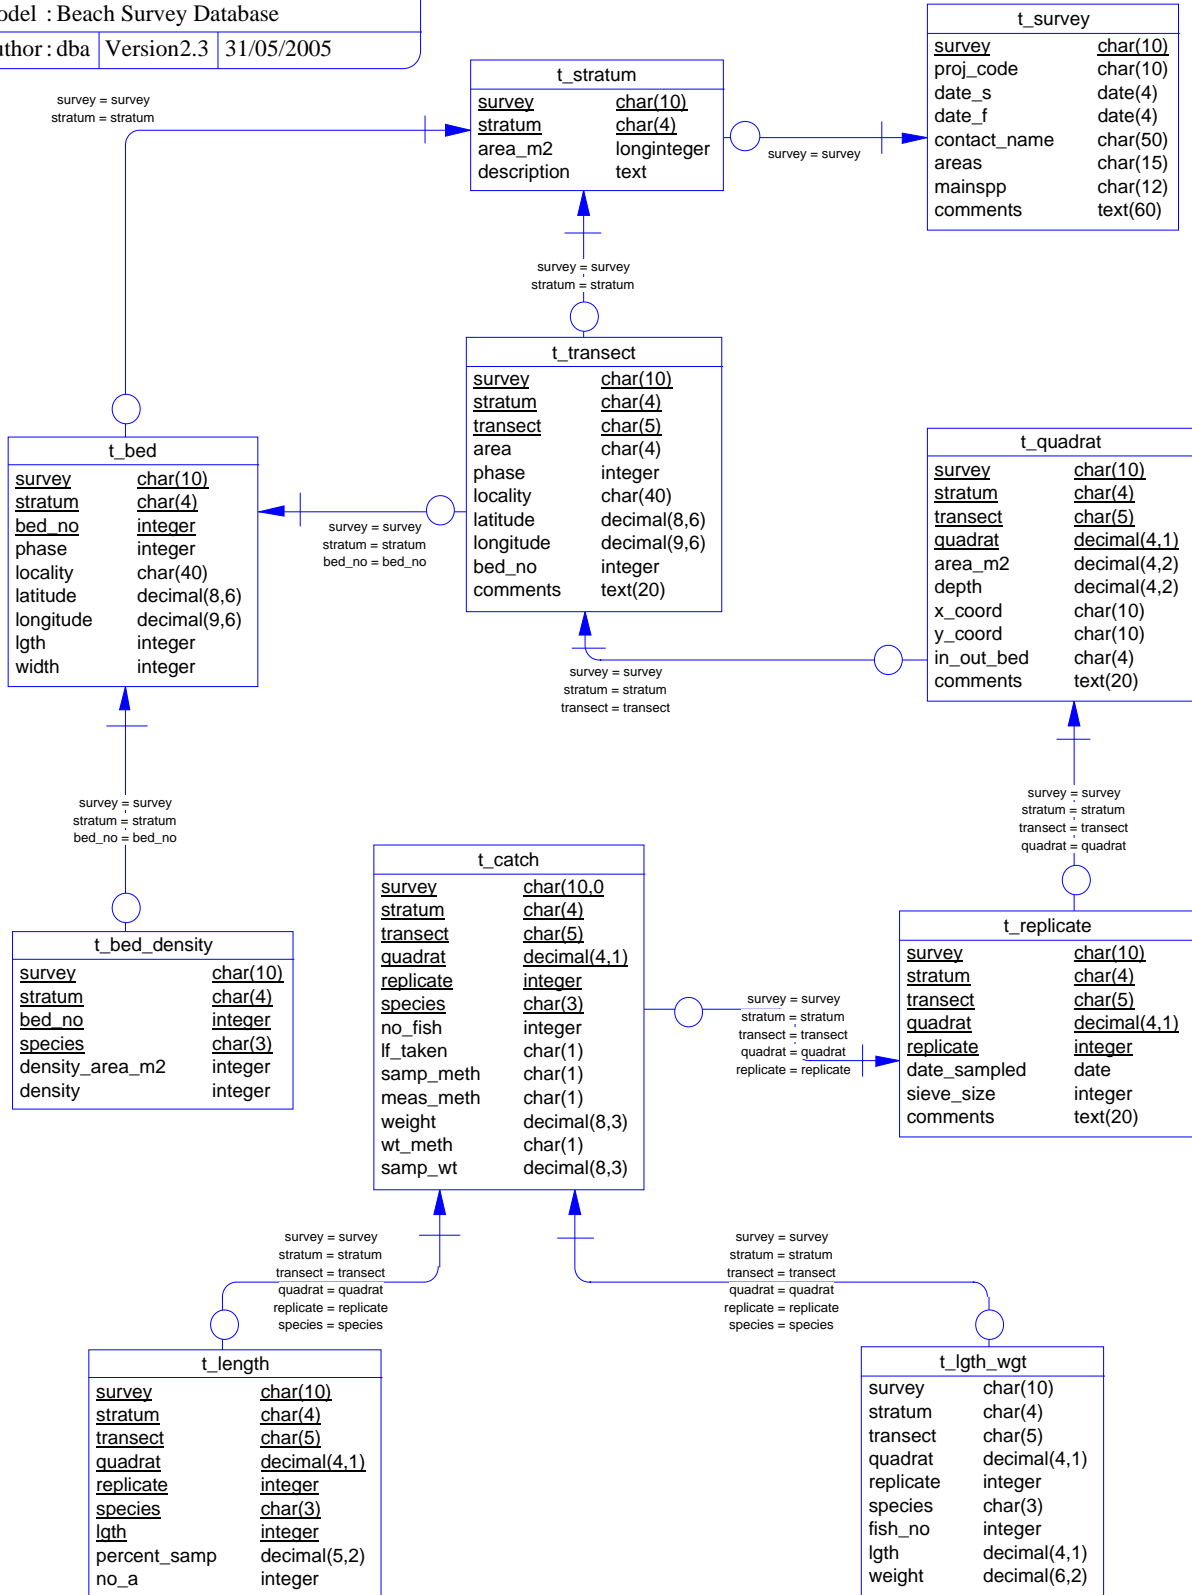 odel : Beach Survey Database
uthor : dba Version2.3 31/05/2005
t_survey
survey char(10)
proj_code char(10)
date_s date(4)
date_f date(4)
contact_name char(50)
areas char(15)
mainspp char(12)
comments text(60)
t_stratum
survey char(10)
stratum char(4)
area_m2 longinteger
description text
survey = survey
stratum = stratum
survey = survey
survey = survey
stratum = stratum
t_transect
survey char(10)
stratum char(4)
transect char(5)
area char(4)
phase integer
locality char(40)
latitude decimal(8,6)
longitude decimal(9,6)
bed_no integer
comments text(20)
t_bed
survey char(10)
stratum char(4)
bed_no integer
phase integer
locality char(40)
latitude decimal(8,6)
longitude decimal(9,6)
lgth integer
width integer
survey = survey
stratum = stratum
bed_no = bed_no
t_quadrat
survey char(10)
stratum char(4)
transect char(5)
quadrat decimal(4,1)
area_m2 decimal(4,2)
depth decimal(4,2)
x_coord char(10)
y_coord char(10)
in_out_bed char(4)
comments text(20)
survey = survey
stratum = stratum
transect = transect
survey = survey
stratum = stratum
bed_no = bed_no
survey = survey
stratum = stratum
transect = transect
quadrat = quadrat
t_catch
survey char(10,0
stratum char(4)
transect char(5)
quadrat decimal(4,1)
replicate integer
species char(3)
no_fish integer
lf_taken char(1)
samp_meth char(1)
meas_meth char(1)
weight decimal(8,3)
wt_meth char(1)
samp_wt decimal(8,3)
t_bed_density
survey char(10)
stratum char(4)
bed_no integer
species char(3)
density_area_m2 integer
density integer
survey = survey
stratum = stratum
transect = transect
quadrat = quadrat
replicate = replicate
t_replicate
survey char(10)
stratum char(4)
transect char(5)
quadrat decimal(4,1)
replicate integer
date_sampled date
sieve_size integer
comments text(20)
survey = survey
stratum = stratum
transect = transect
quadrat = quadrat
replicate = replicate
species = species
survey = survey
stratum = stratum
transect = transect
quadrat = quadrat
replicate = replicate
species = species
t_length
survey char(10)
stratum char(4)
transect char(5)
quadrat decimal(4,1)
replicate integer
species char(3)
lgth integer
percent_samp decimal(5,2)
no_a integer
t_lgth_wgt
survey char(10)
stratum char(4)
transect char(5)
quadrat decimal(4,1)
replicate integer
species char(3)
fish_no integer
lgth decimal(4,1)
weight decimal(6,2)